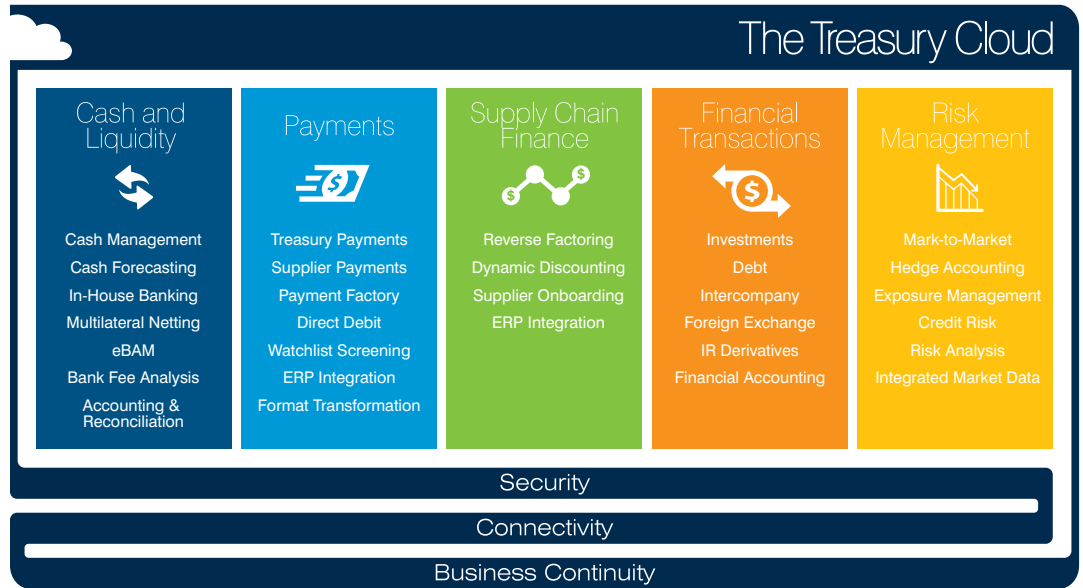 The Treasury Cloud
Cash and
Liquidity
Cash Management
Cash Forecasting
In-House Banking
Multilateral Netting
eBAM
Bank Fee Analysis
Accounting &
Reconciliation
Payments
Treasury Payments
Supplier Payments
Payment Factory
Direct Debit
Watchlist Screening
ERP Integration
Format Transformation
Supply Chain
Finance
$
$
Reverse Factoring
Dynamic Discounting
Supplier Onboarding
ERP Integration
Financial
Transactions
$
Investments
Debt
Intercompany
Foreign Exchange
IR Derivatives
Financial Accounting
Risk
Management
Mark-to-Market
Hedge Accounting
Exposure Management
Credit Risk
Risk Analysis
Integrated Market Data
Security
Connectivity
Business Continuity